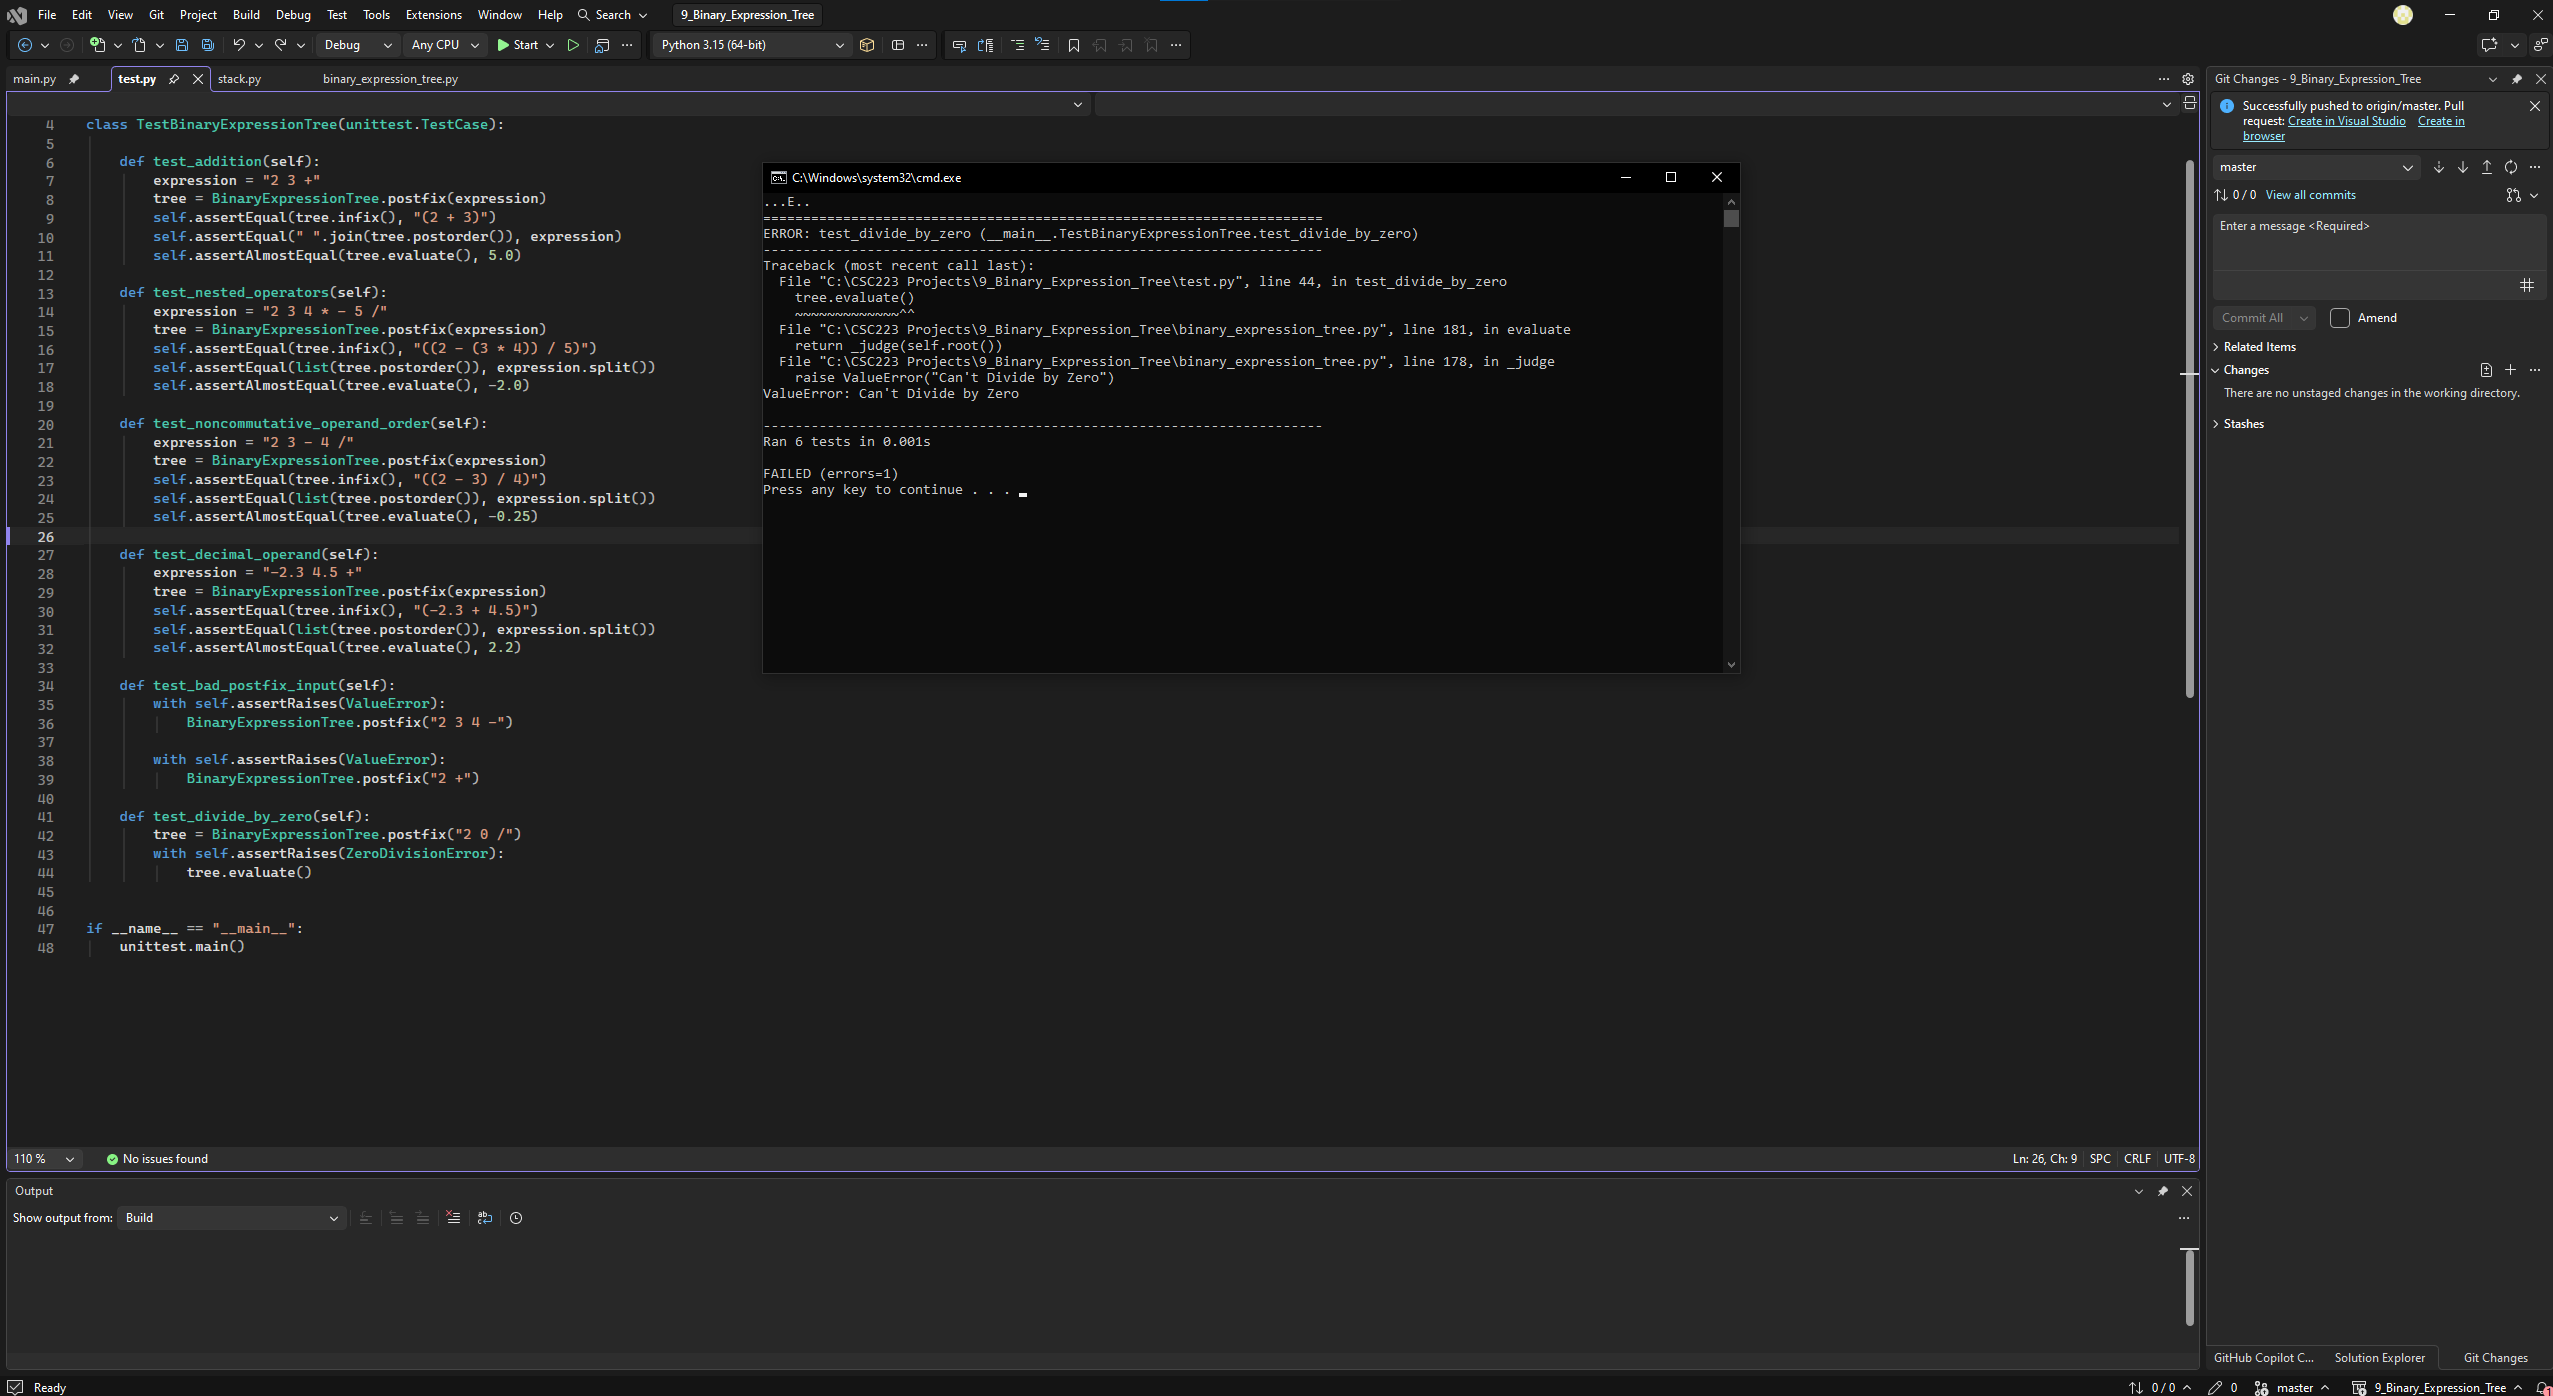 File Edit View Git Project Build Debug Test Tools Extensions Window Help Search 9_Binary_Expression_Tree
Debug Any CPU Start Python 3.15 (64-bit)
main.py test.py stack.py binary_expression_tree.py
4 class TestBinaryExpressionTree(unittest.TestCase):
5
6 def test_addition(self):
7 expression = "2 3 +"
8 tree = BinaryExpressionTree.postfix(expression)
9 self.assertEqual(tree.infix(), "(2 + 3)")
10 self.assertEqual(" ".join(tree.postorder()), expression)
11 self.assertAlmostEqual(tree.evaluate(), 5.0)
12
13 def test_nested_operators(self):
14 expression = "2 3 4 * - 5 /"
15 tree = BinaryExpressionTree.postfix(expression)
16 self.assertEqual(tree.infix(), "((2 - (3 * 4)) / 5)")
17 self.assertEqual(list(tree.postorder()), expression.split())
18 self.assertAlmostEqual(tree.evaluate(), -2.0)
19
20 def test_noncommutative_operand_order(self):
21 expression = "2 3 - 4 /"
22 tree = BinaryExpressionTree.postfix(expression)
23 self.assertEqual(tree.infix(), "((2 - 3) / 4)")
24 self.assertEqual(list(tree.postorder()), expression.split())
25 self.assertAlmostEqual(tree.evaluate(), -0.25)
26
27 def test_decimal_operand(self):
28 expression = "-2.3 4.5 +"
29 tree = BinaryExpressionTree.postfix(expression)
30 self.assertEqual(tree.infix(), "(-2.3 + 4.5)")
31 self.assertEqual(list(tree.postorder()), expression.split())
32 self.assertAlmostEqual(tree.evaluate(), 2.2)
33
34 def test_bad_postfix_input(self):
35 with self.assertRaises(ValueError):
36 BinaryExpressionTree.postfix("2 3 4 -")
37
38 with self.assertRaises(ValueError):
39 BinaryExpressionTree.postfix("2 +")
40
41 def test_divide_by_zero(self):
42 tree = BinaryExpressionTree.postfix("2 0 /")
43 with self.assertRaises(ZeroDivisionError):
44 tree.evaluate()
45
46
47 if __name__ == "__main__":
48 unittest.main()
C:\Windows\system32\cmd.exe
...E..
======================================================================
ERROR: test_divide_by_zero (__main__.TestBinaryExpressionTree.test_divide_by_zero)
----------------------------------------------------------------------
Traceback (most recent call last):
File "C:\CSC223 Projects\9_Binary_Expression_Tree\test.py", line 44, in test_divide_by_zero
tree.evaluate()
~~~~~~~~~~~~~^^
File "C:\CSC223 Projects\9_Binary_Expression_Tree\binary_expression_tree.py", line 181, in evaluate
return _judge(self.root())
File "C:\CSC223 Projects\9_Binary_Expression_Tree\binary_expression_tree.py", line 178, in _judge
raise ValueError("Can't Divide by Zero")
ValueError: Can't Divide by Zero
----------------------------------------------------------------------
Ran 6 tests in 0.001s
FAILED (errors=1)
Press any key to continue . . .
110 % No issues found Ln: 26, Ch: 9 SPC CRLF UTF-8
Output
Show output from: Build
Git Changes - 9_Binary_Expression_Tree
Successfully pushed to origin/master. Pull
request: Create in Visual Studio Create in
browser
master
0 / 0 View all commits
Enter a message <Required>
Commit All Amend
Related Items
Changes
There are no unstaged changes in the working directory.
Stashes
GitHub Copilot C... Solution Explorer Git Changes
Ready 0 / 0 0 master 9_Binary_Expression_Tree 1